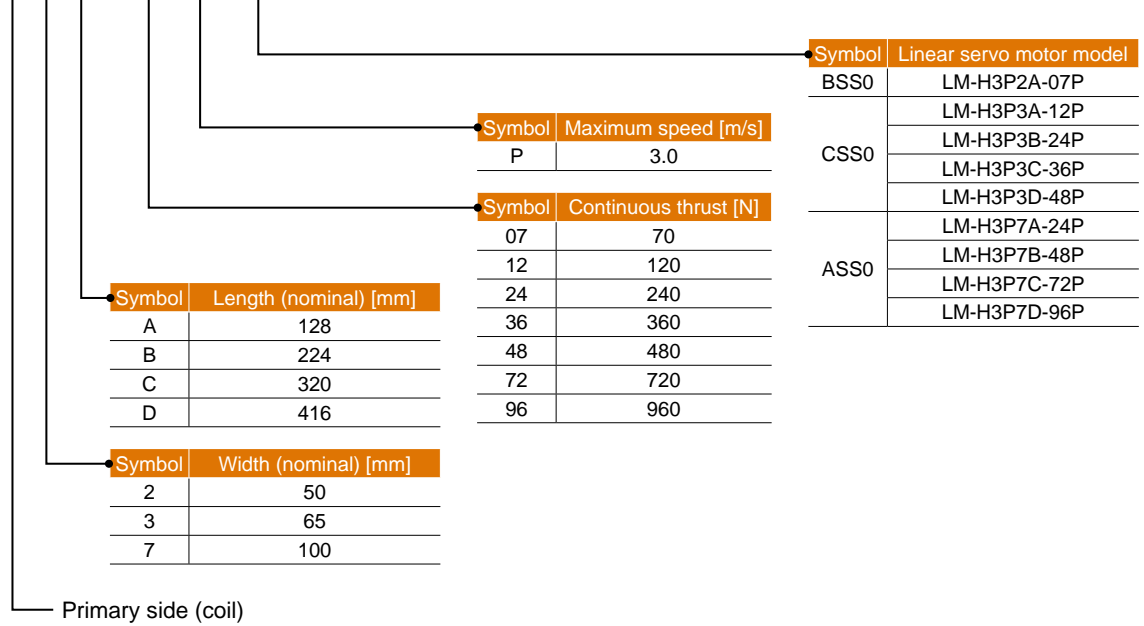 Symbol Linear servo motor model
BSS0 LM-H3P2A-07P
CSS0 LM-H3P3A-12P
LM-H3P3B-24P
LM-H3P3C-36P
LM-H3P3D-48P
ASS0 LM-H3P7A-24P
LM-H3P7B-48P
LM-H3P7C-72P
LM-H3P7D-96P
Symbol Maximum speed [m/s]
P 3.0
Symbol Continuous thrust [N]
07 70
12 120
24 240
36 360
48 480
72 720
96 960
Symbol Length (nominal) [mm]
A 128
B 224
C 320
D 416
Symbol Width (nominal) [mm]
2 50
3 65
7 100
Primary side (coil)